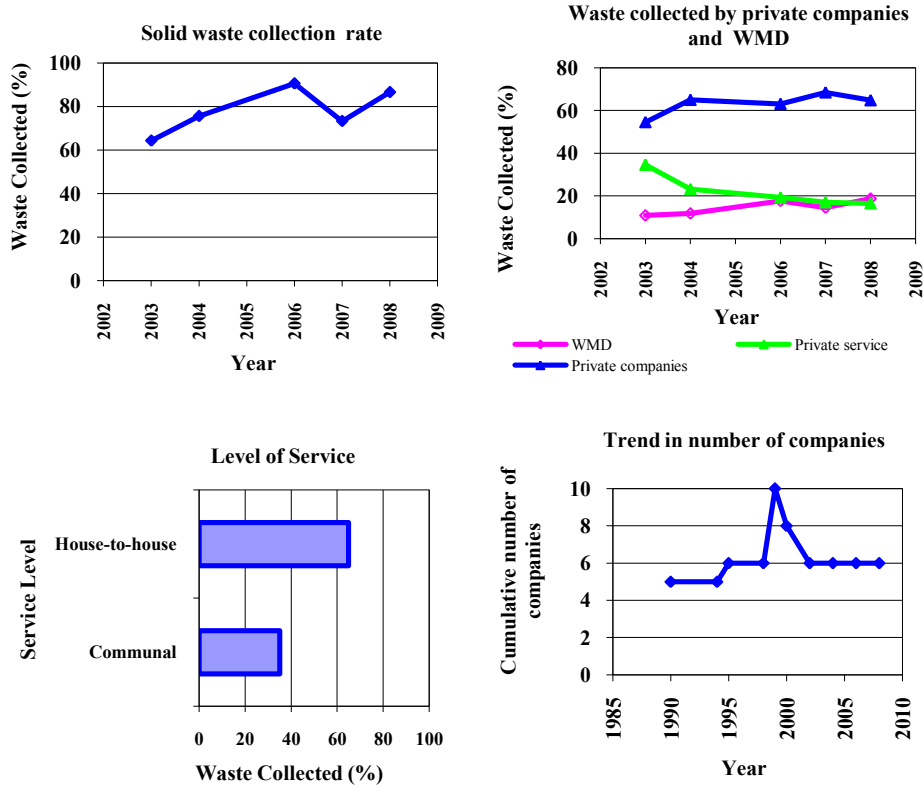 Solid waste collection rate
Waste Collected (%)
100
80
60
40
20
0
2002
2003
2004
2006
2007
2008
2009
Year
Waste collected by private companies
and WMD
Waste Collected (%)
80
60
40
20
0
2002
2003
2004
2006
2007
2008
2009
Year
WMD
Private service
Private companies
Level of Service
Service Level
House-to-house
Communal
0 20 40 60 80 100
Waste Collected (%)
Trend in number of companies
Cumulative number of
companies
10
8
6
4
2
0
1985
1990
1995
2000
2005
2010
Year